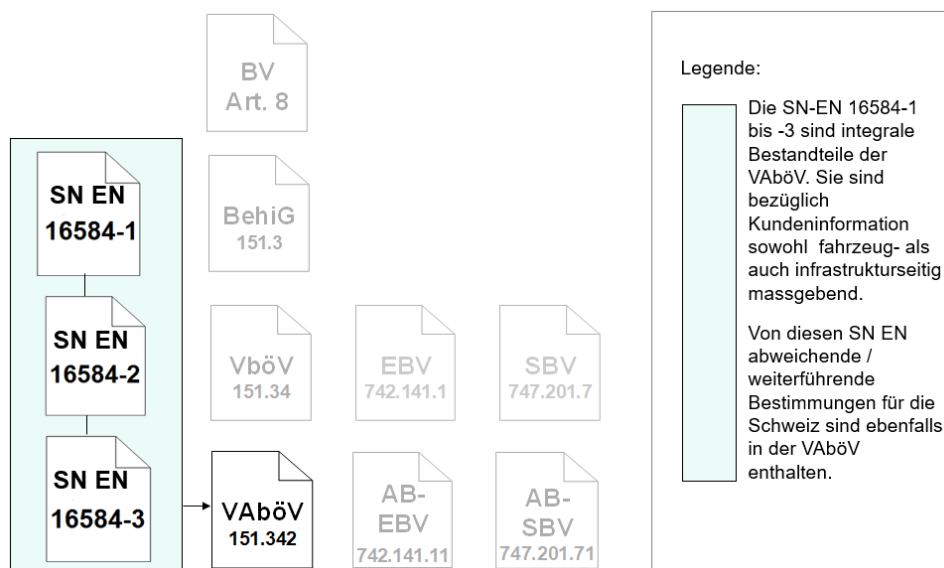 BV
Art. 8
SN EN
16584-1
BehiG
151.3
SN EN
16584-2
VböV
151.34
EBV
742.141.1
SBV
747.201.7
SN EN
16584-3
VAböV
151.342
AB-
EBV
742.141.11
AB-
SBV
747.201.71
Legende:
Die SN-EN 16584-1
bis -3 sind integrale
Bestandteile der
VAböV. Sie sind
bezüglich
Kundeninformation
sowohl fahrzeug- als
auch infrastrukturseitig
massgebend.
Von diesen SN EN
abweichende /
weiterführende
Bestimmungen für die
Schweiz sind ebenfalls
in der VAböV
enthalten.